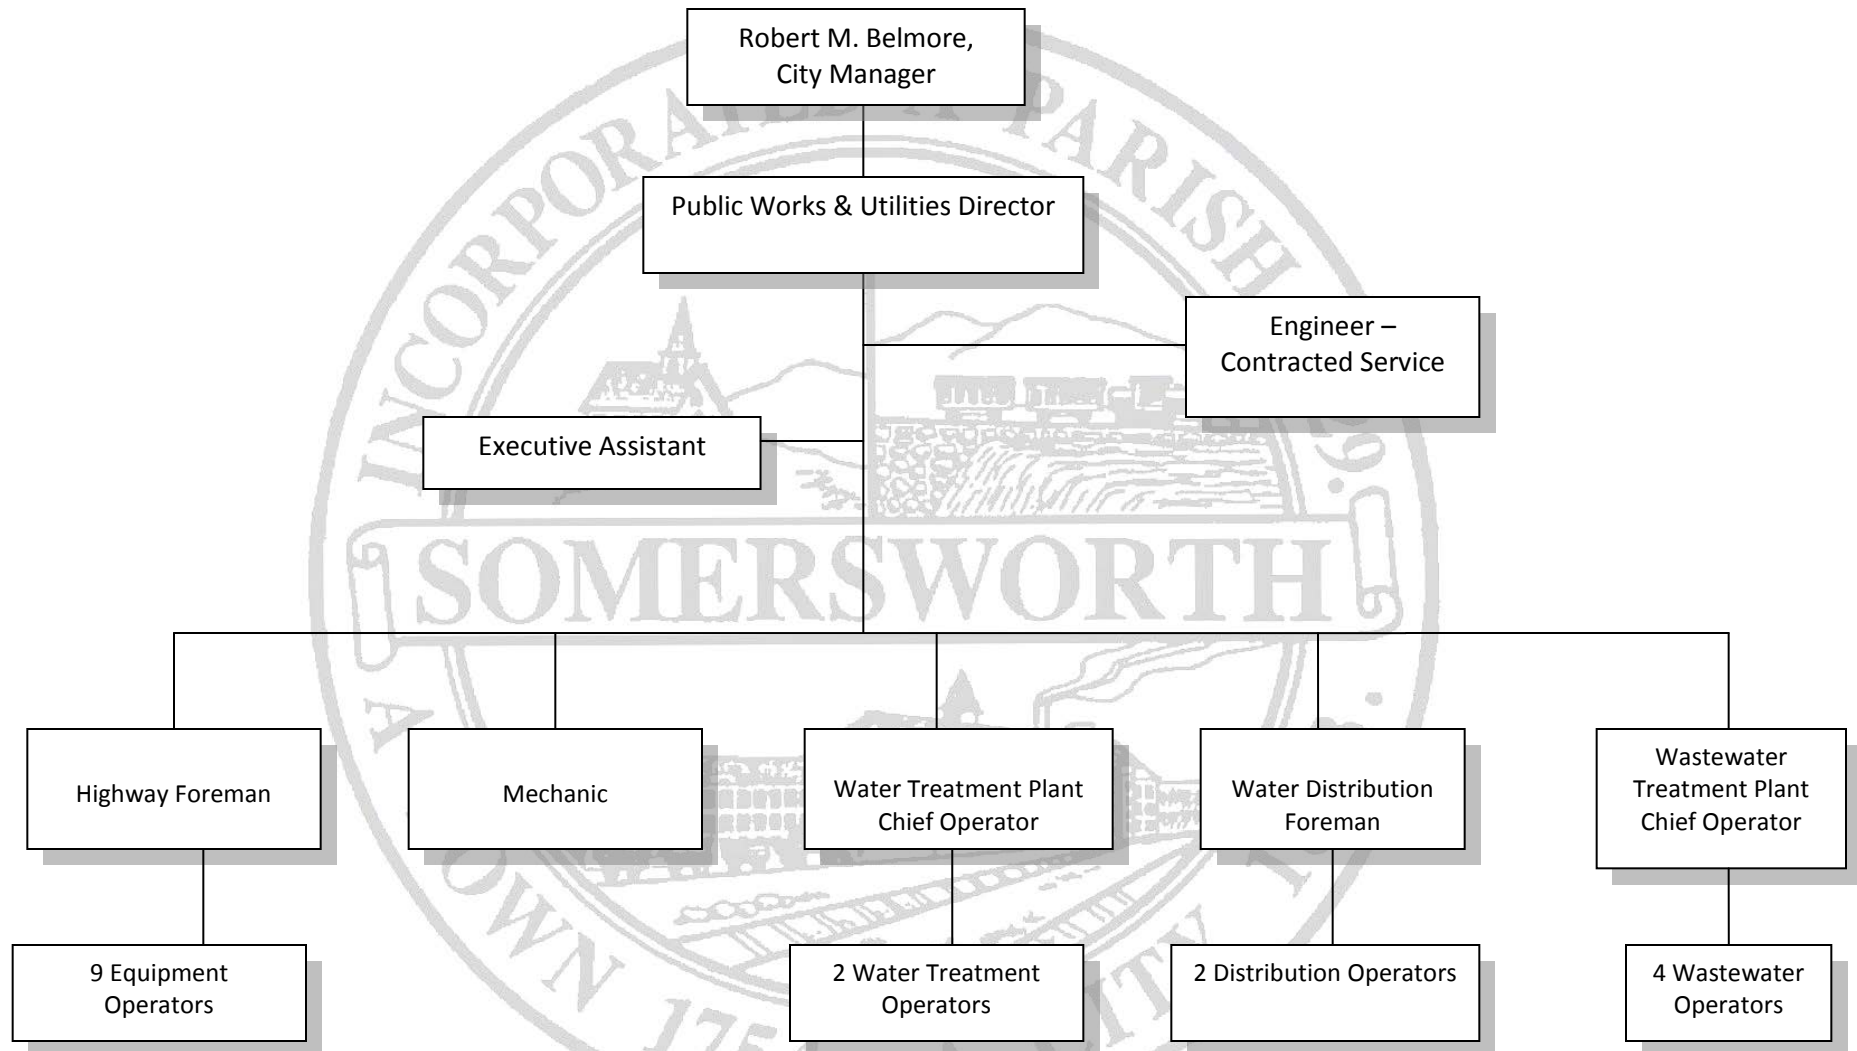 Robert M. Belmore,
City Manager
INCORPORATED A PARISH
Public Works & Utilities Director
Engineer –
Contracted Service
Executive Assistant
SOMERSWORTH
Highway Foreman
Mechanic
Water Treatment Plant
Chief Operator
Water Distribution
Foreman
Wastewater
Treatment Plant
Chief Operator
9 Equipment
Operators
2 Water Treatment
Operators
2 Distribution Operators
4 Wastewater
Operators